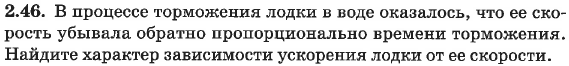 2.46. В процессе торможения лодки в воде оказалось, что ее ско-
рость убывала обратно пропорционально времени торможения.
Найдите характер зависимости ускорения лодки от ее скорости.